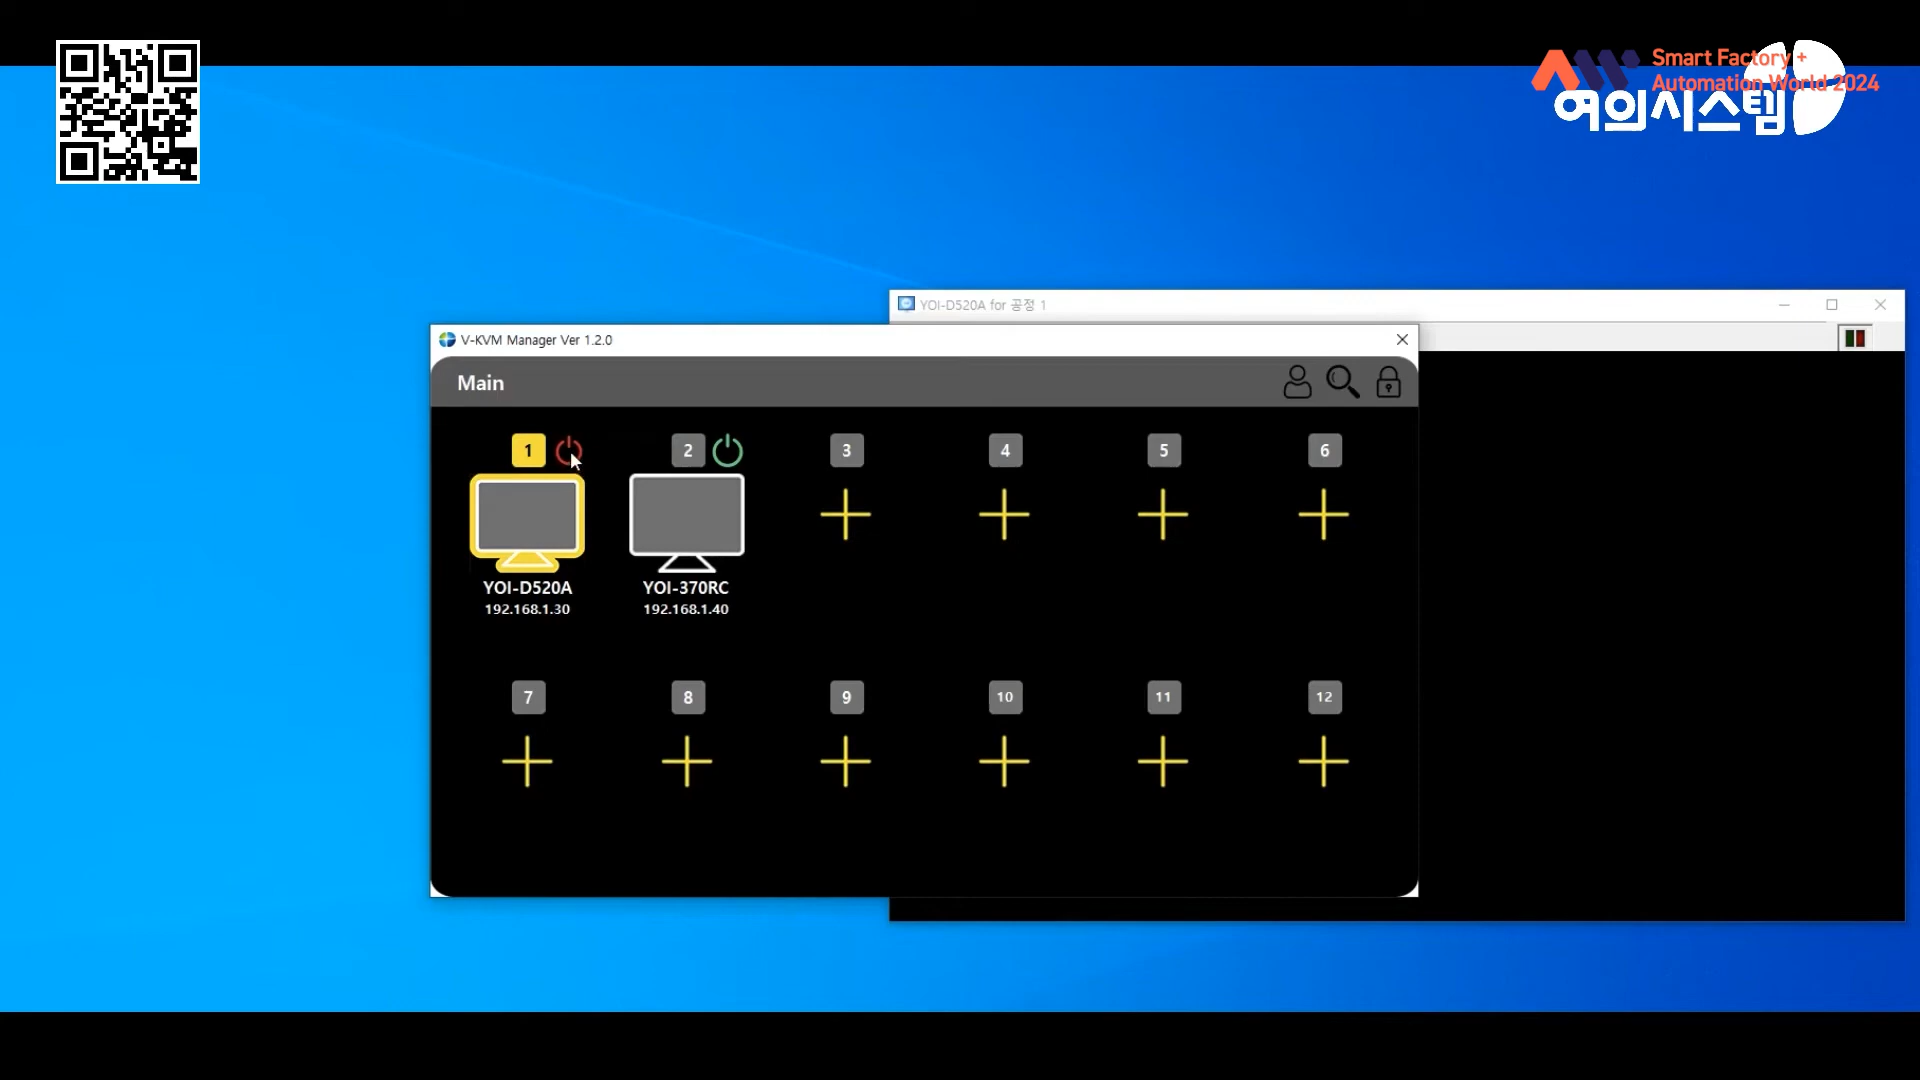 Smart Factory +
Automation World 2024
여의시스템
YOI-D520A for 공정 1
V-KVM Manager Ver 1.2.0
Main
1
2
3
4
5
6
YOI-D520A
192.168.1.30
YOI-370RC
192.168.1.40
7
8
9
10
11
12